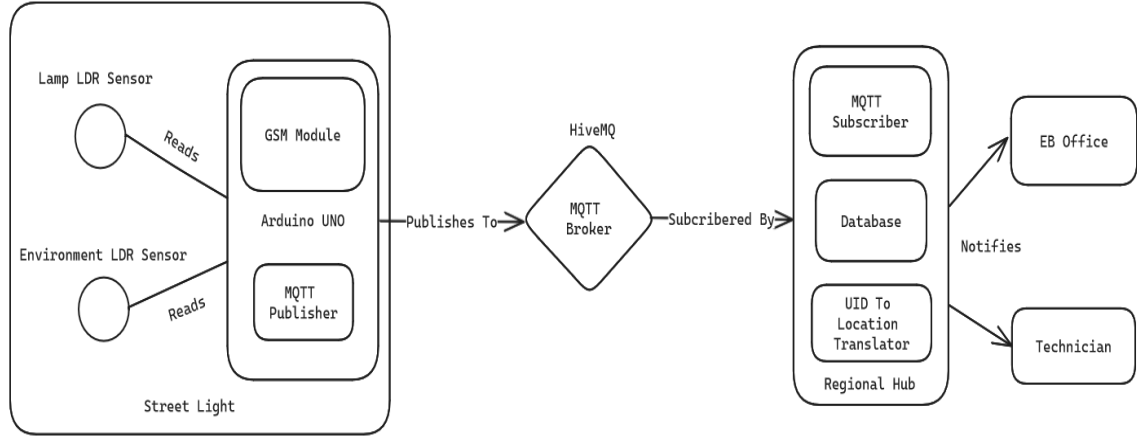 Lamp LDR Sensor
Reads
Environment LDR Sensor
Reads
GSM Module
Arduino UNO
MQTT
Publisher
Street Light
Publishes To
HiveMQ
MQTT
Broker
Subcribered By
MQTT
Subscriber
Database
UID To
Location
Translator
Regional Hub
Notifies
EB Office
Technician